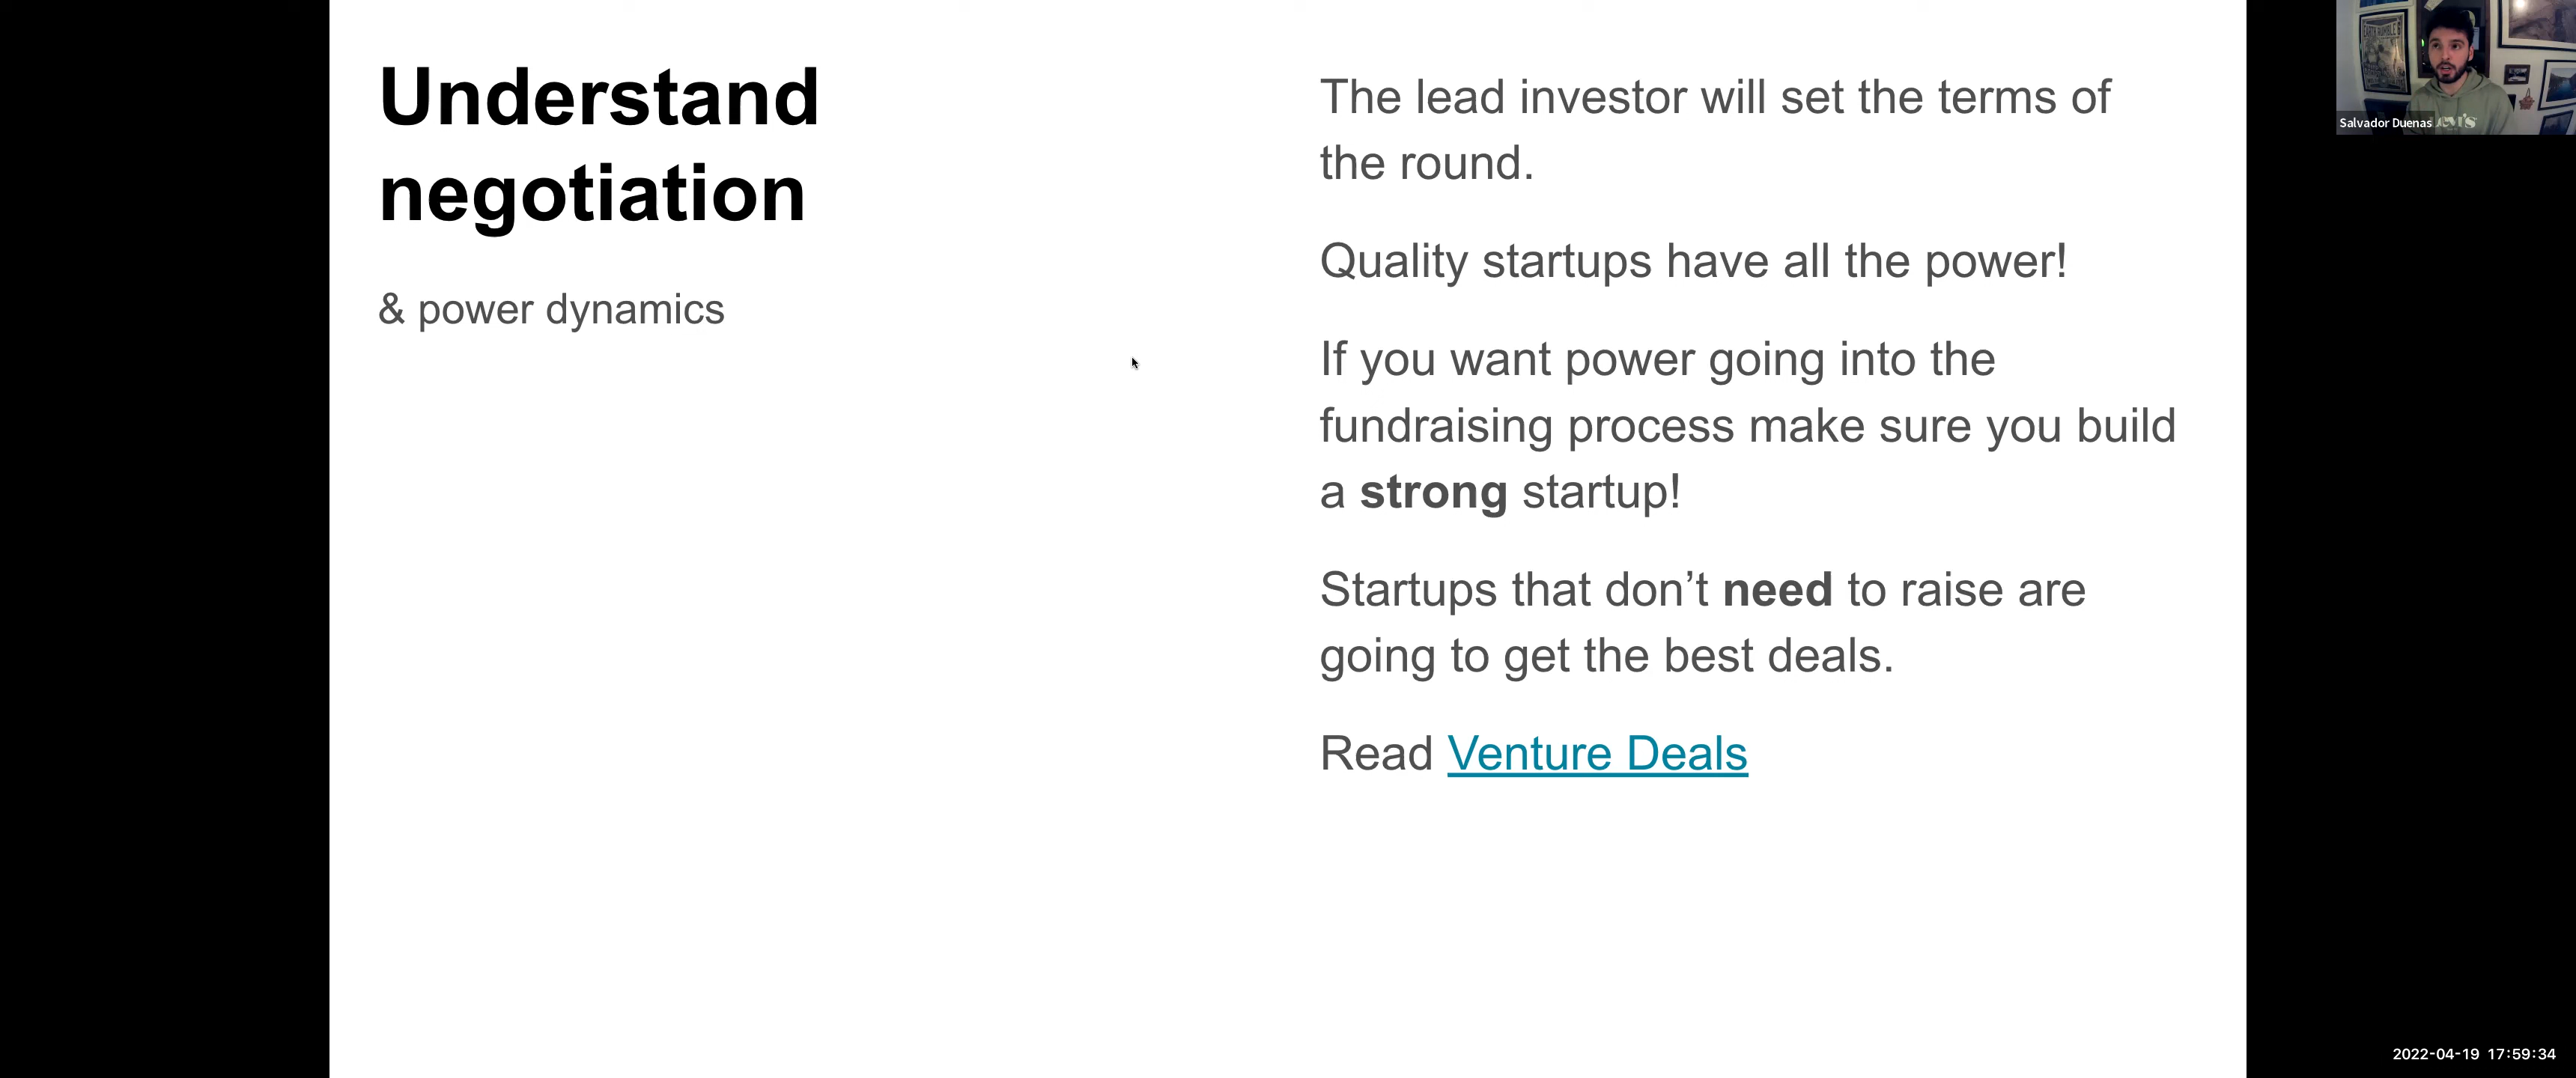 Understand
negotiation
& power dynamics
The lead investor will set the terms of
the round.
Quality startups have all the power!
If you want power going into the
fundraising process make sure you build
a strong startup!
Startups that don’t need to raise are
going to get the best deals.
Read Venture Deals
Salvador Duenas
2022-04-19 17:59:34